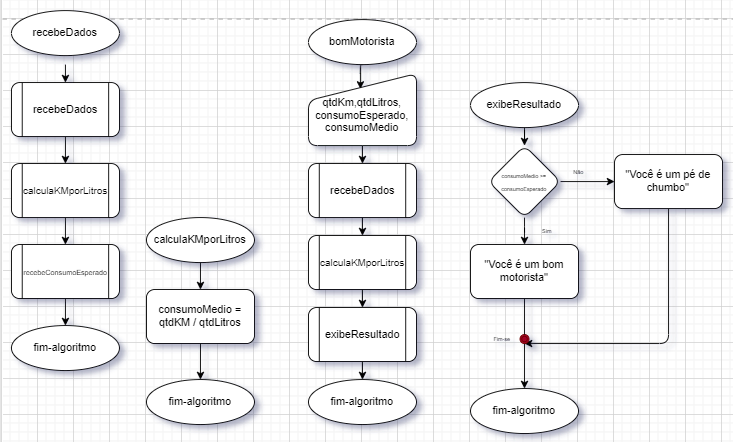 recebeDados
recebeDados
calculaKMporLitros
recebeConsumoEsperado
fim-algoritmo
calculaKMporLitros
consumoMedio =
qtdKM / qtdLitros
fim-algoritmo
bomMotorista
qtdKm,qtdLitros,
consumoEsperado,
consumoMedio
recebeDados
calculaKMporLitros
exibeResultado
fim-algoritmo
exibeResultado
consumoMedio >=
consumoEsperado
Não
"Você é um pé de
chumbo"
Sim
"Você é um bom
motorista"
Fim-se
fim-algoritmo